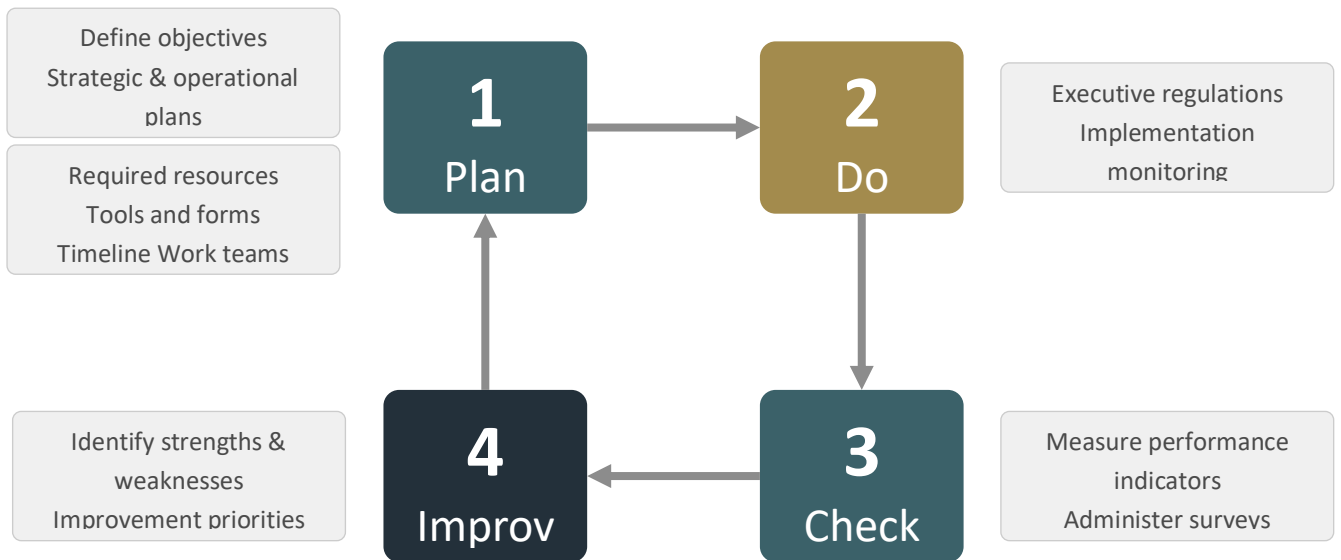 Define objectives
Strategic & operational
plans
Required resources
Tools and forms
Timeline Work teams
1
Plan
2
Do
Executive regulations
Implementation
monitoring
Identify strengths &
weaknesses
Improvement priorities
4
Improv
3
Check
Measure performance
indicators
Administer surveys